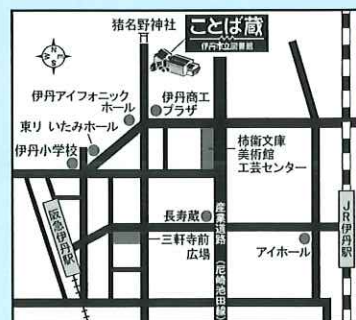 猪名野神社
ことば蔵
伊丹市立図書館
N
E
W
S
伊丹アイフォニック
ホール
伊丹商工
プラザ
東リ いたみホール
伊丹小学校
柿衞文庫
美術館
工芸センター
阪急伊丹駅
長寿蔵
三軒寺前
広場
産業道路
(尼崎池田線)
アイホール
JR伊丹駅